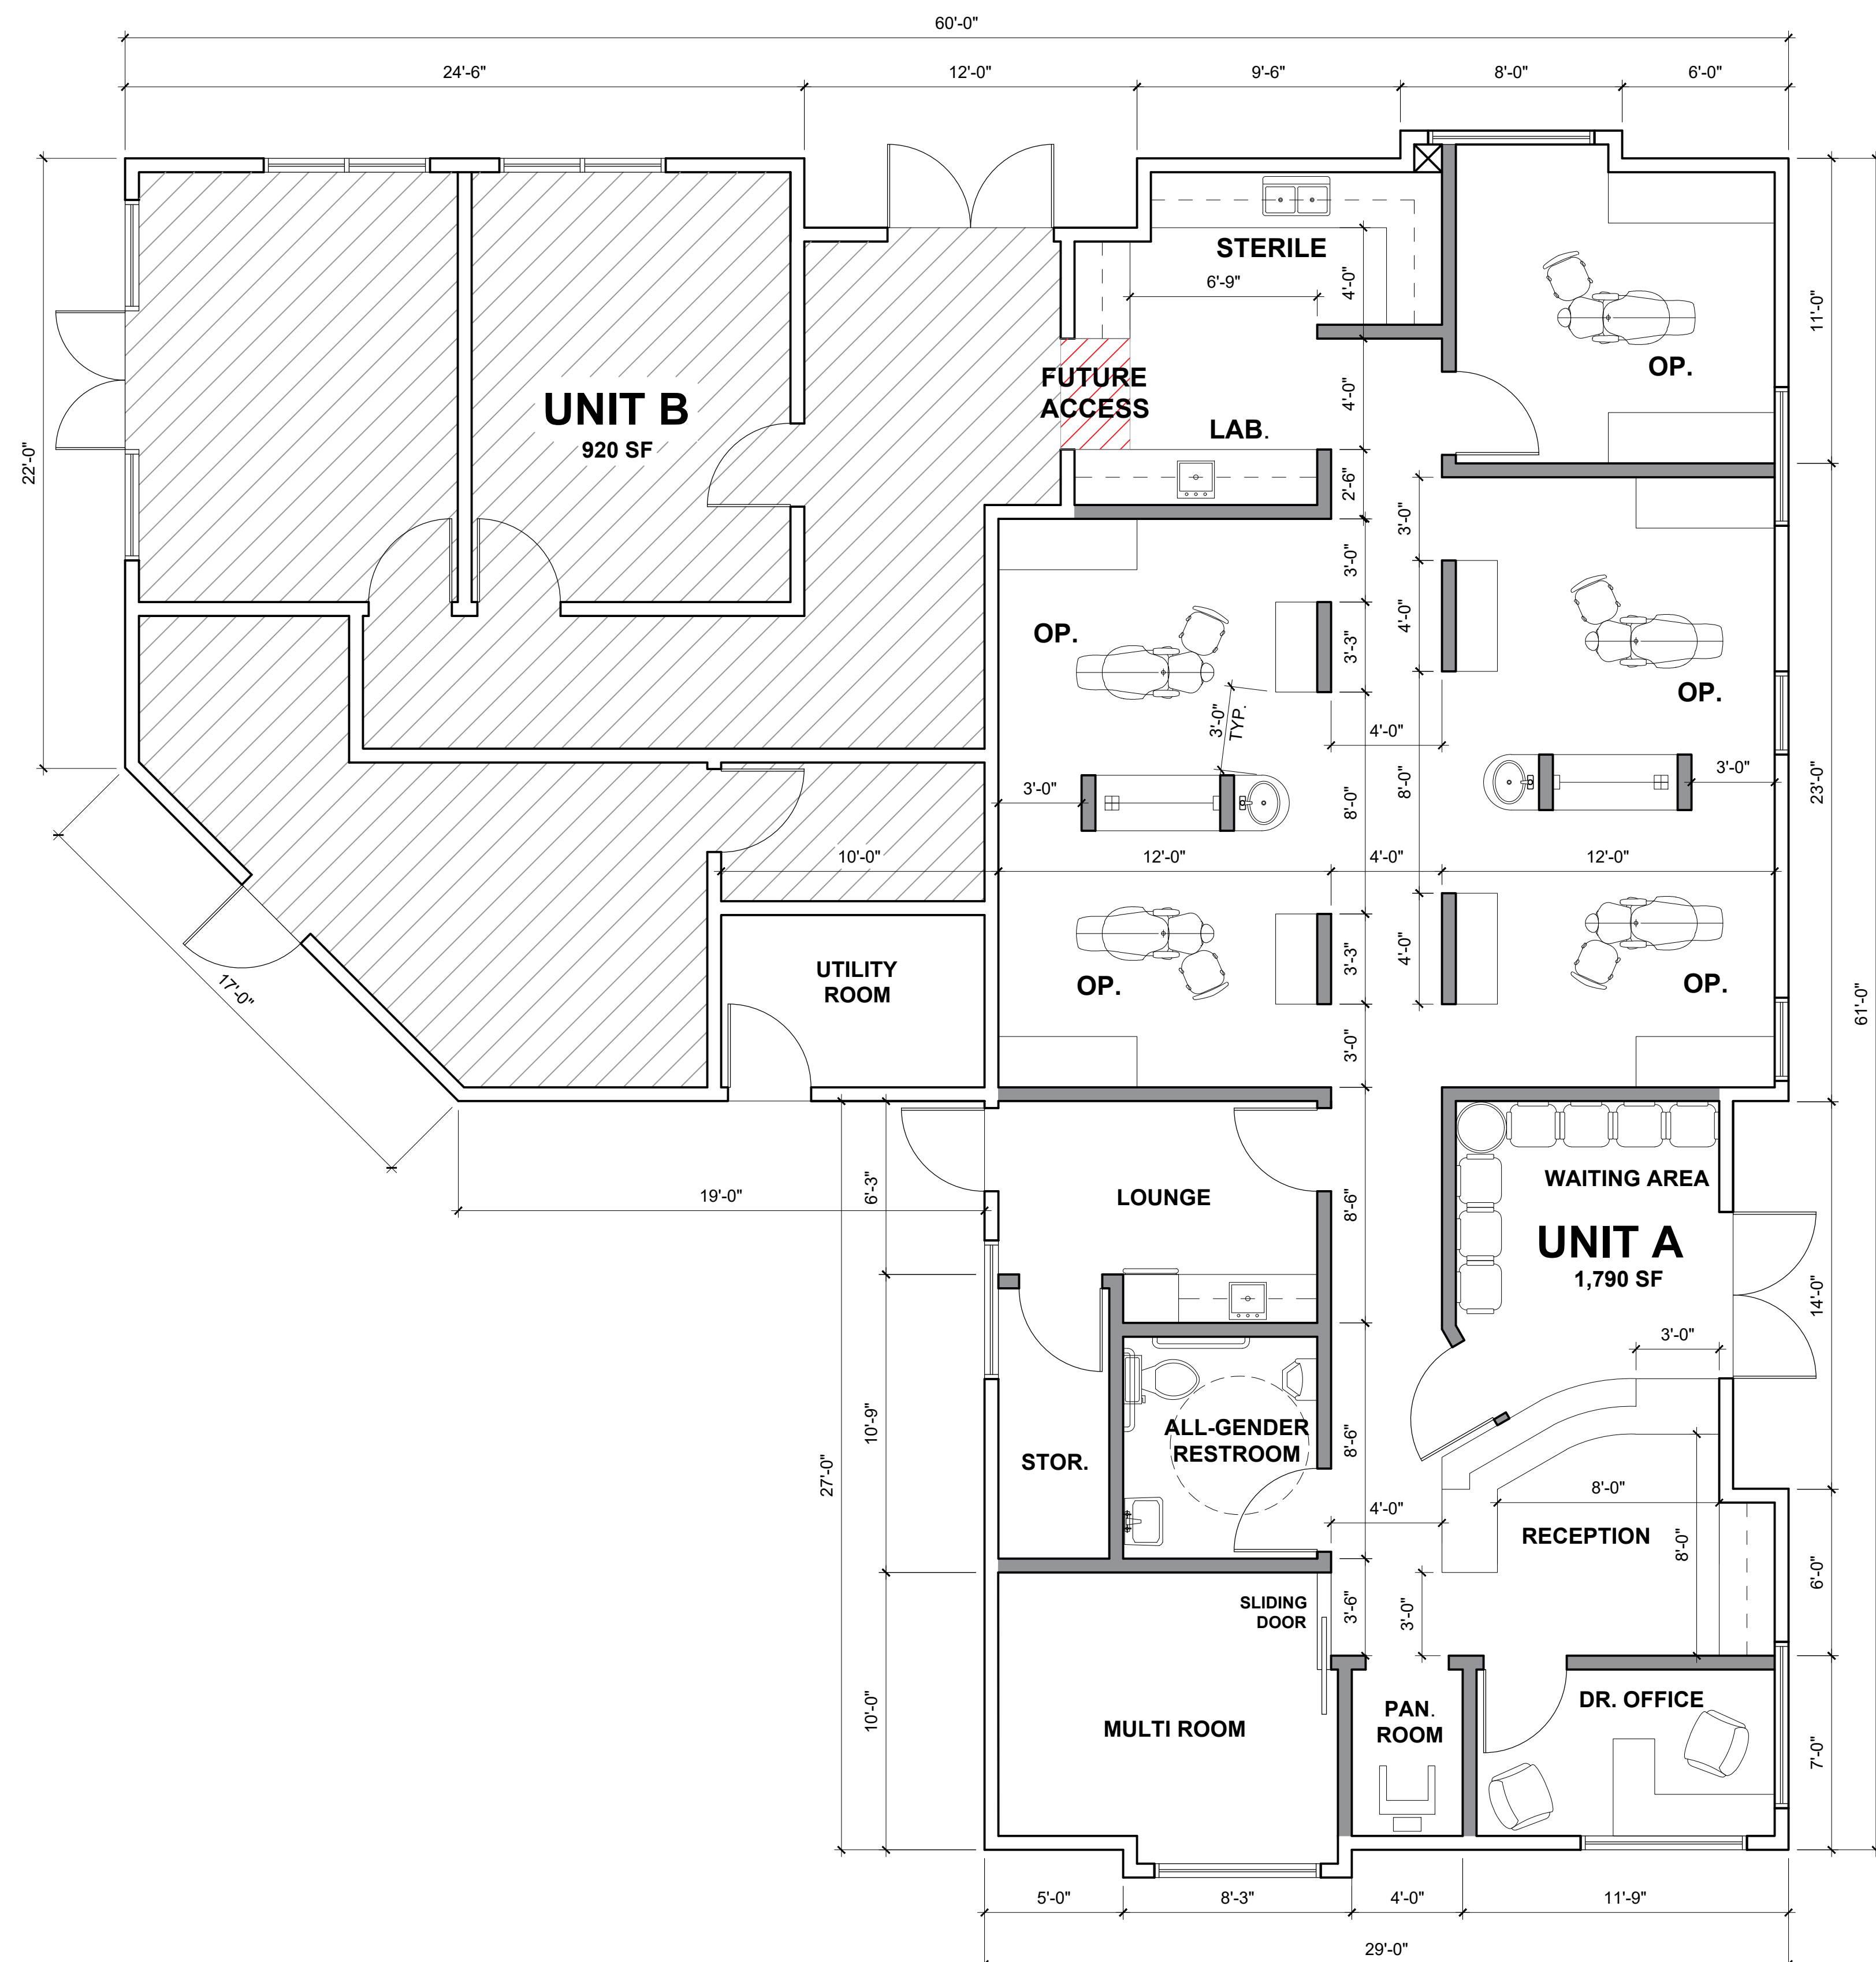 60'-0"
24'-6"
12'-0"
9'-6"
8'-0"
6'-0"
STERILE
6'-9"
4'-0"
11'-0"
OP.
FUTURE
ACCESS
4'-0"
UNIT B
920 SF
LAB.
22'-0"
2'-6"
3'-0"
3'-0"
4'-0"
OP.
3'-3"
OP.
3'-0"
TYP.
4'-0"
3'-0"
8'-0"
8'-0"
3'-0"
23'-0"
10'-0"
12'-0"
4'-0"
12'-0"
UTILITY
ROOM
OP.
3'-3"
4'-0"
OP.
17'-0"
61'-0"
3'-0"
19'-0"
6'-3"
LOUNGE
8'-6"
WAITING AREA
UNIT A
1,790 SF
14'-0"
3'-0"
10'-9"
ALL-GENDER
RESTROOM
8'-6"
STOR.
27'-0"
4'-0"
8'-0"
RECEPTION
8'-0"
6'-0"
SLIDING
DOOR
3'-6"
3'-0"
10'-0"
MULTI ROOM
PAN.
ROOM
DR. OFFICE
7'-0"
5'-0"
8'-3"
4'-0"
11'-9"
29'-0"